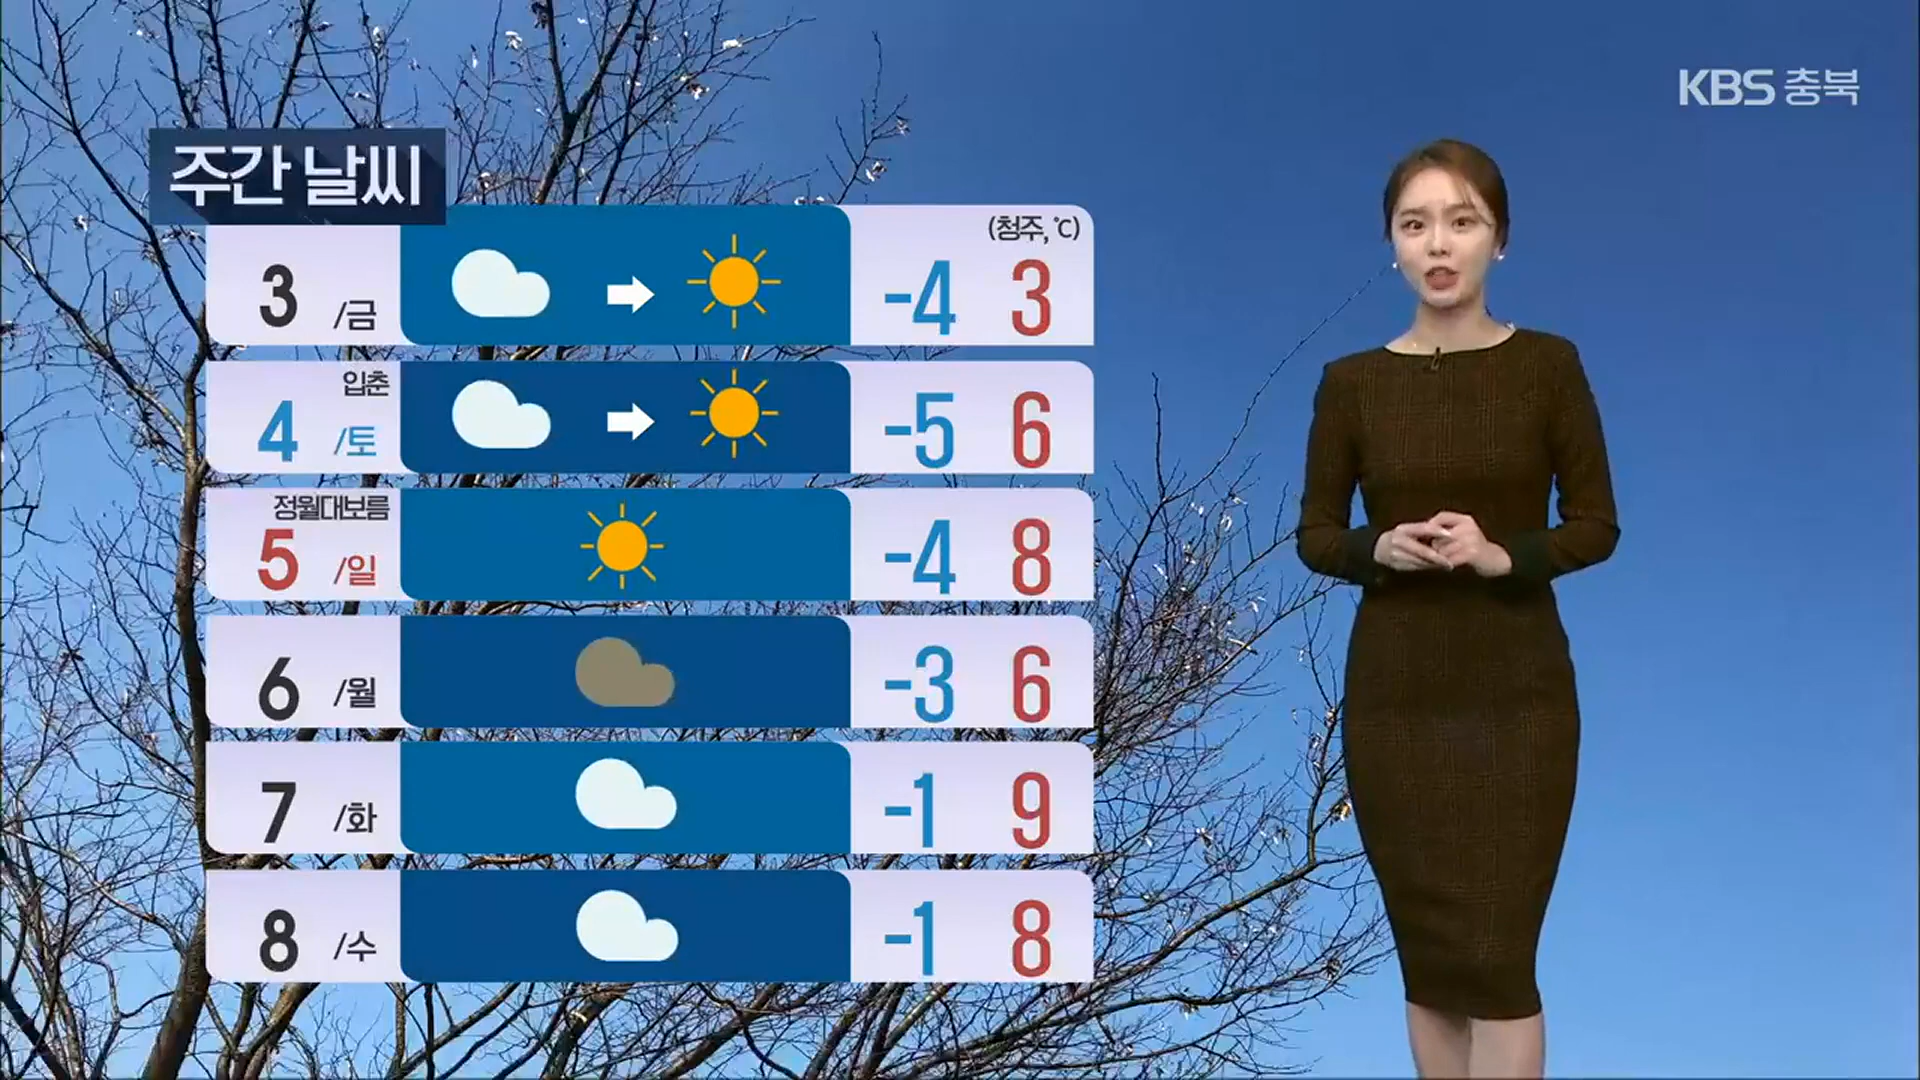 KBS 충북
주간 날씨
(청주, ℃)
3 /금 -4 3
입춘
4 /토 -5 6
정월대보름
5 /일 -4 8
6 /월 -3 6
7 /화 -1 9
8 /수 -1 8